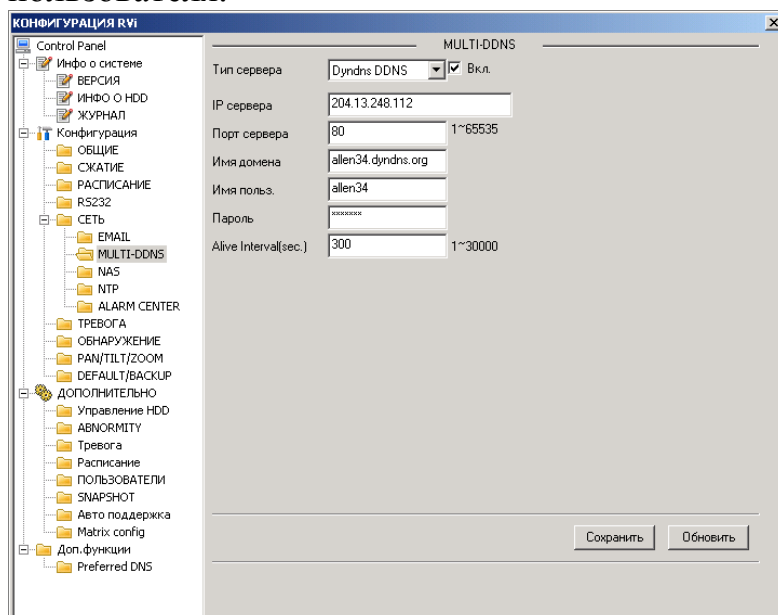 пользователя.
КОНФИГУРАЦИЯ RVi
Control Panel
Инфо о системе
ВЕРСИЯ
ИНФО О HDD
ЖУРНАЛ
Конфигурация
ОБЩИЕ
СЖАТИЕ
РАСПИСАНИЕ
RS232
СЕТЬ
EMAIL
MULTI-DDNS
NAS
NTP
ALARM CENTER
ТРЕВОГА
ОБНАРУЖЕНИЕ
PAN/TILT/ZOOM
DEFAULT/BACKUP
ДОПОЛНИТЕЛЬНО
Управление HDD
ABNORMITY
Тревога
Расписание
ПОЛЬЗОВАТЕЛИ
SNAPSHOT
Авто поддержка
Matrix config
Доп.функции
Preferred DNS
MULTI-DDNS
Тип сервера Dyndns DDNS Вкл.
IP сервера 204.13.248.112
Порт сервера 80 1~65535
Имя домена allen34.dyndns.org
Имя польз. allen34
Пароль xxxxxxx
Alive Interval(sec.) 300 1~30000
Сохранить Обновить